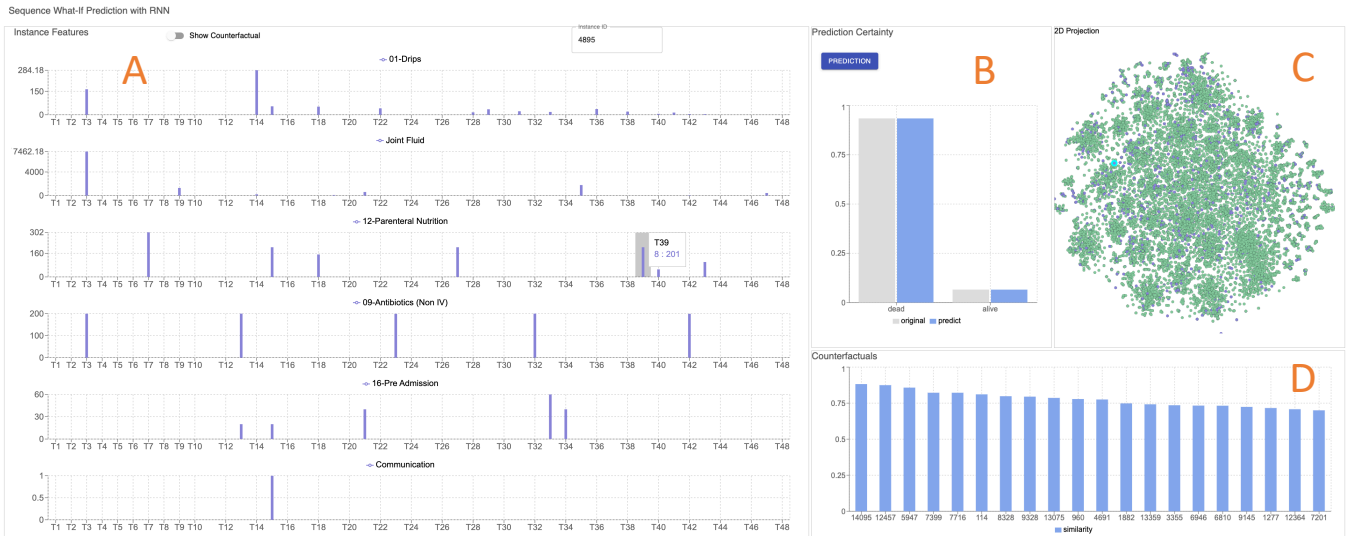 Sequence What-If Prediction with RNN
Instance Features
Show Counterfactual
Instance ID
4895
A
01-Drips
284.18
150
0
T1 T2 T3 T4 T5 T6 T7 T9 T10 T12 T14 T16 T18 T20 T22 T24 T26 T28 T30 T32 T34 T36 T38 T40 T42 T44 T46 T48
Joint Fluid
7462.18
4000
0
T1 T2 T3 T4 T5 T6 T7 T9 T10 T12 T14 T16 T18 T20 T22 T24 T26 T28 T30 T32 T34 T36 T38 T40 T42 T44 T46 T48
12-Parenteral Nutrition
302
160
0
T39
8 : 201
T1 T2 T3 T4 T5 T6 T7 T9 T10 T12 T14 T16 T18 T20 T22 T24 T26 T28 T30 T32 T34 T36 T38 T40 T42 T44 T46 T48
09-Antibiotics (Non IV)
200
100
0
T1 T2 T3 T4 T5 T6 T7 T9 T10 T12 T14 T16 T18 T20 T22 T24 T26 T28 T30 T32 T34 T36 T38 T40 T42 T44 T46 T48
16-Pre Admission
60
30
0
T1 T2 T3 T4 T5 T6 T7 T9 T10 T12 T14 T16 T18 T20 T22 T24 T26 T28 T30 T32 T34 T36 T38 T40 T42 T44 T46 T48
Communication
1
0.5
0
T1 T2 T3 T4 T5 T6 T7 T9 T10 T12 T14 T16 T18 T20 T22 T24 T26 T28 T30 T32 T34 T36 T38 T40 T42 T44 T46 T48
Prediction Certainty
PREDICTION
B
1
0.75
0.5
0.25
0
dead alive
original predict
2D Projection
C
Counterfactuals
D
1
0.75
0.5
0.25
0
14095 12457 5947 7399 7716 114 8328 9328 13075 960 4691 1882 13359 3355 6946 6810 9145 1277 12364 7201
similarity